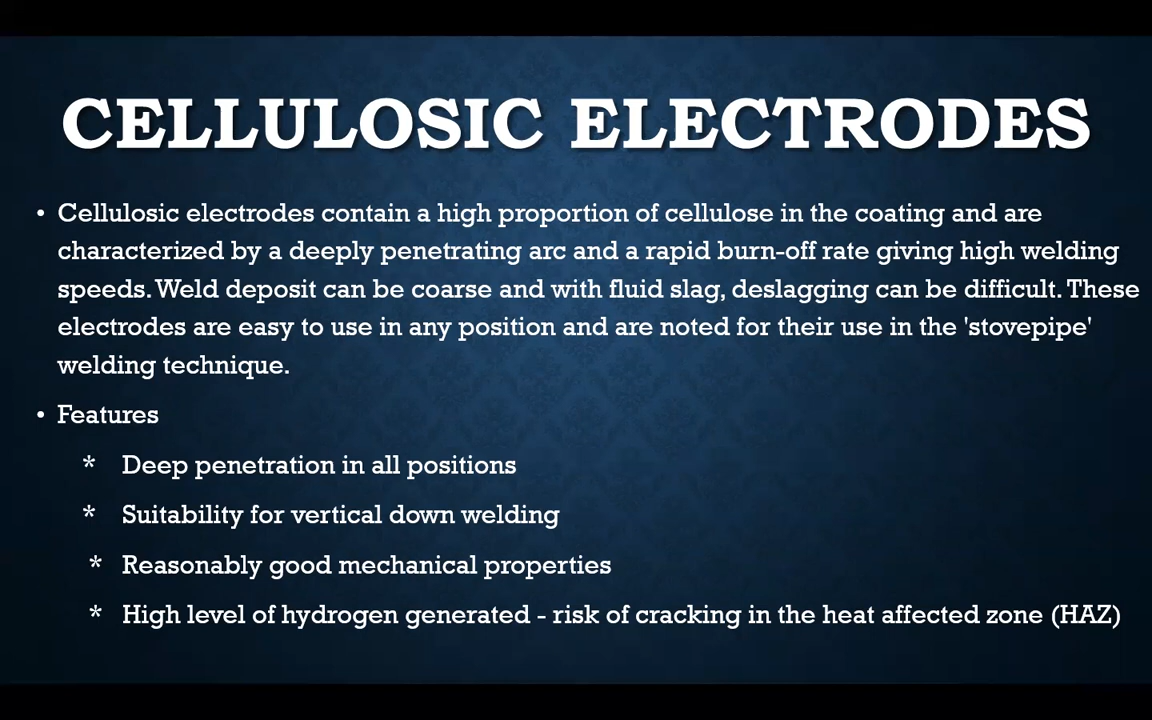 CELLULOSIC ELECTRODES
• Cellulosic electrodes contain a high proportion of cellulose in the coating and are
characterized by a deeply penetrating arc and a rapid burn-off rate giving high welding
speeds. Weld deposit can be coarse and with fluid slag, deslagging can be difficult. These
electrodes are easy to use in any position and are noted for their use in the 'stovepipe'
welding technique.
• Features
* Deep penetration in all positions
* Suitability for vertical down welding
* Reasonably good mechanical properties
* High level of hydrogen generated - risk of cracking in the heat affected zone (HAZ)